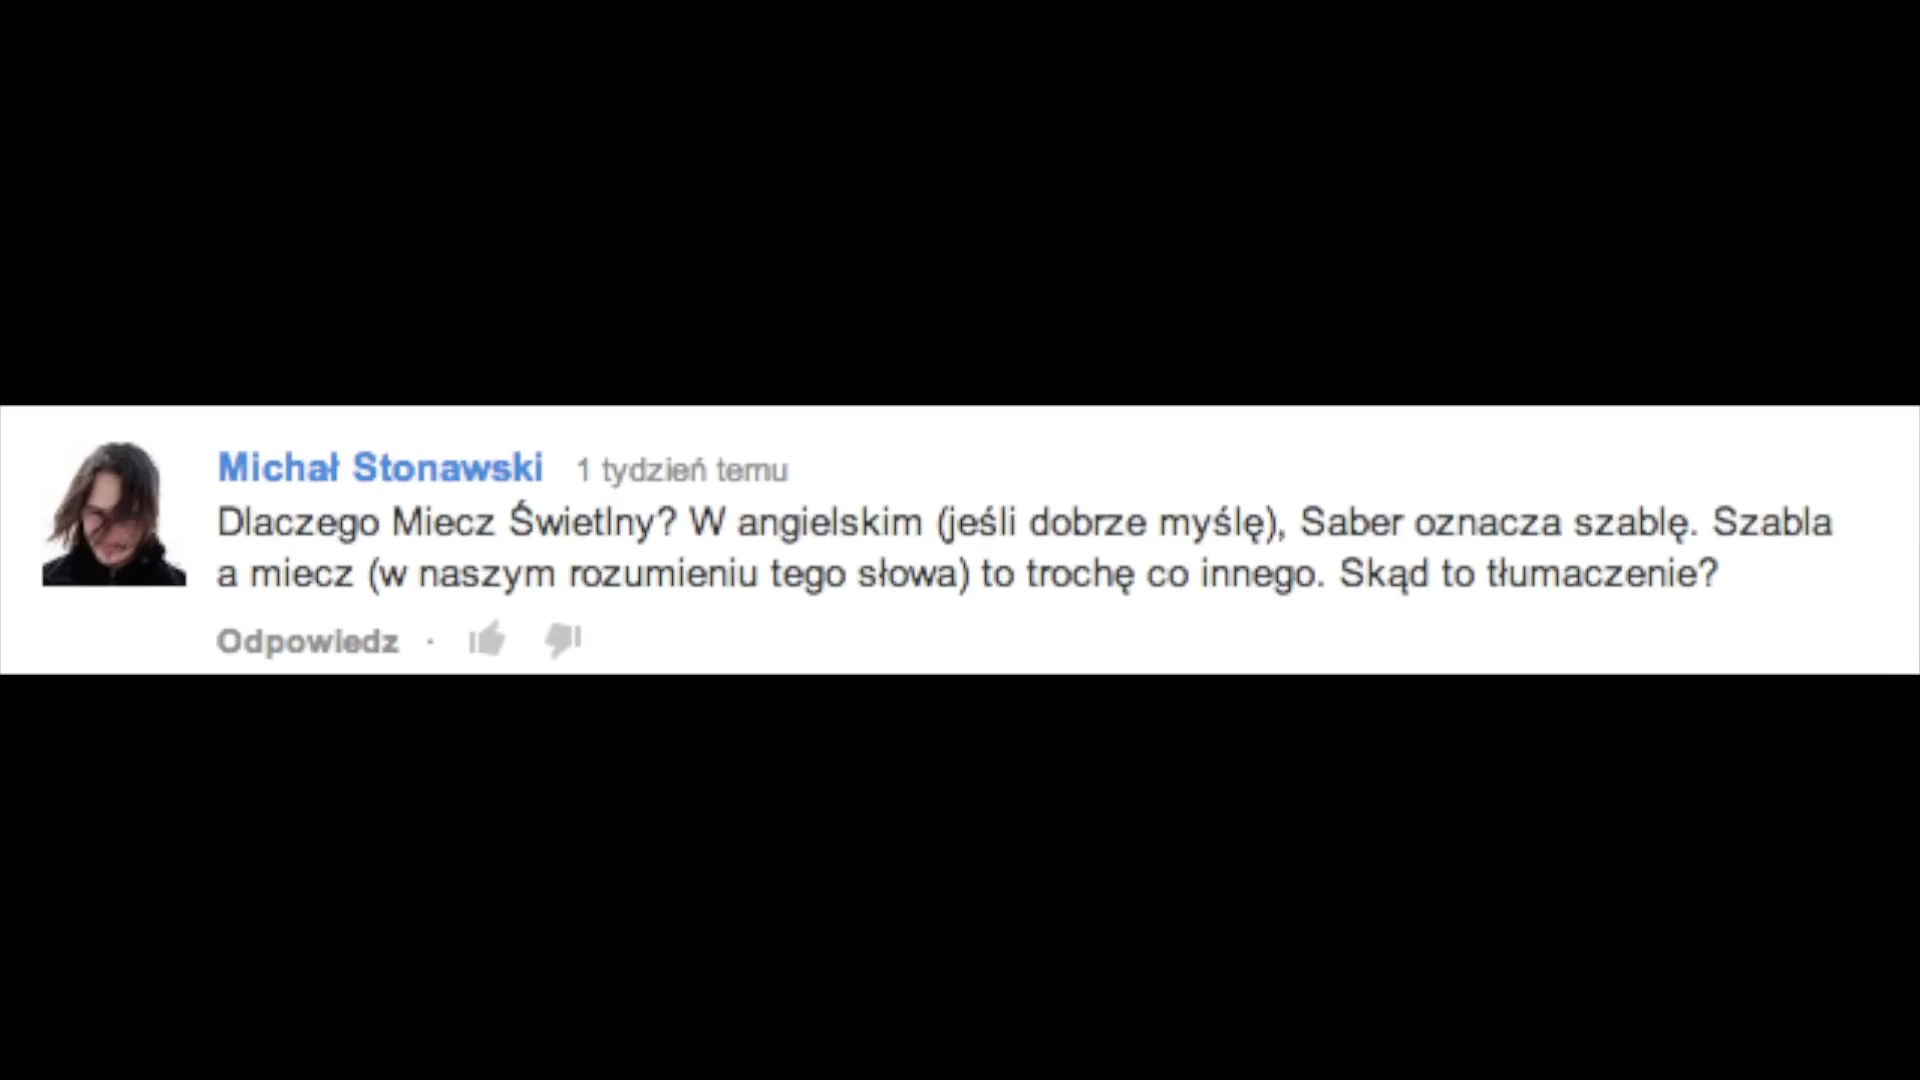 Michał Stonawski 1 tydzień temu
Dlaczego Miecz Świetlny? W angielskim (jeśli dobrze myślę), Saber oznacza szablę. Szabla
a miecz (w naszym rozumieniu tego słowa) to trochę co innego. Skąd to tłumaczenie?
Odpowiedz ·